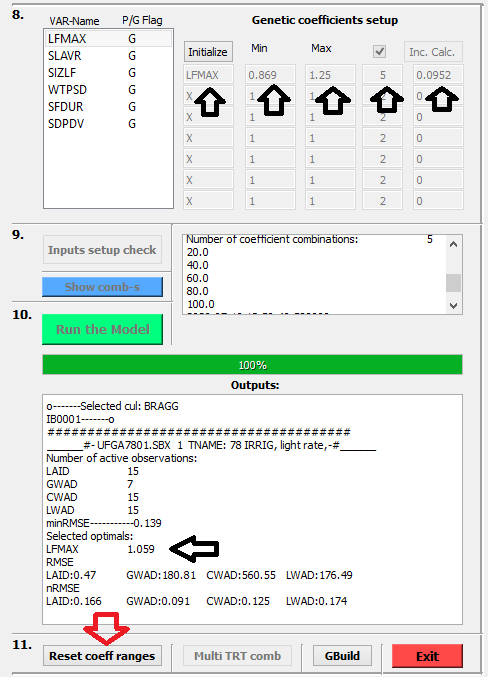 8.
VAR-Name P/G Flag
Genetic coefficients setup
LFMAX G
SLAVR G
SIZLF G
WTPSD G
SFDUR G
SDPDV G
Initialize Min Max Inc. Calc.
LFMAX 0.869 1.25 5 0.0952
X 1 1 2 0
X 1 1 2 0
X 1 1 2 0
X 1 1 2 0
X 1 1 2 0
X 1 1 2 0
9.
Inputs setup check
Show comb-s
Number of coefficient combinations: 5
20.0
40.0
60.0
80.0
100.0
10.
Run the Model
100%
Outputs:
o-------Selected cul: BRAGG
IB0001-------o
#######################################
______#- UFGA7801.SBX 1 TNAME: 78 IRRIG, light rate,-#______
Number of active observations:
LAID 15
GWAD 7
CWAD 15
LWAD 15
minRMSE-----------0.139
Selected optimals:
LFMAX 1.059
RMSE
LAID:0.47 GWAD:180.81 CWAD:560.55 LWAD:176.49
nRMSE
LAID:0.166 GWAD:0.091 CWAD:0.125 LWAD:0.174
11.
Reset coeff ranges Multi TRT comb GBuild Exit